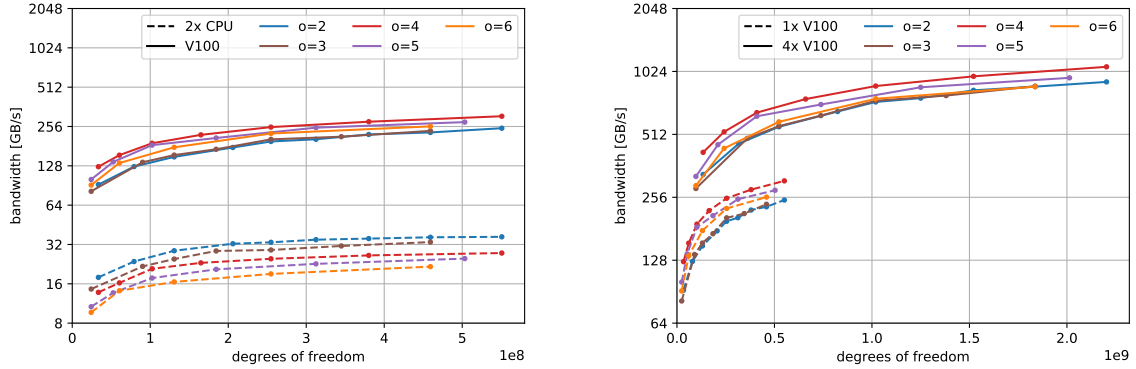 2048
1024
512
256
128
64
32
16
8
bandwidth [GB/s]
2x CPU
V100
o=2
o=3
o=4
o=5
o=6
0
1
2
3
4
5
1e8
degrees of freedom
2048
1024
512
256
128
64
bandwidth [GB/s]
1x V100
4x V100
o=2
o=3
o=4
o=5
o=6
0.0
0.5
1.0
1.5
2.0
1e9
degrees of freedom